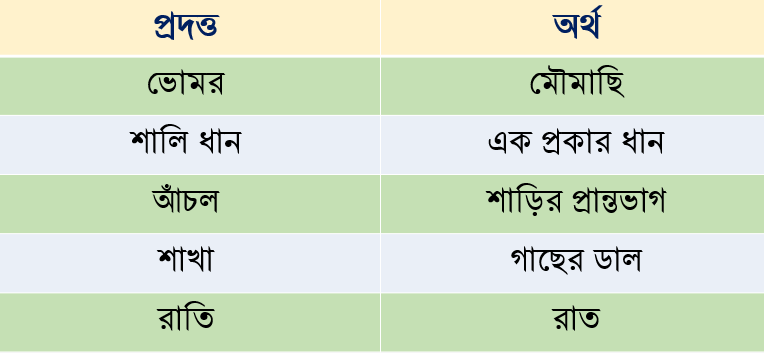 প্রদত্ত অর্থ
ভোমর মৌমাছি
শালি ধান এক প্রকার ধান
আঁচল শাড়ির প্রান্তভাগ
শাখা গাছের ডাল
রাতি রাত